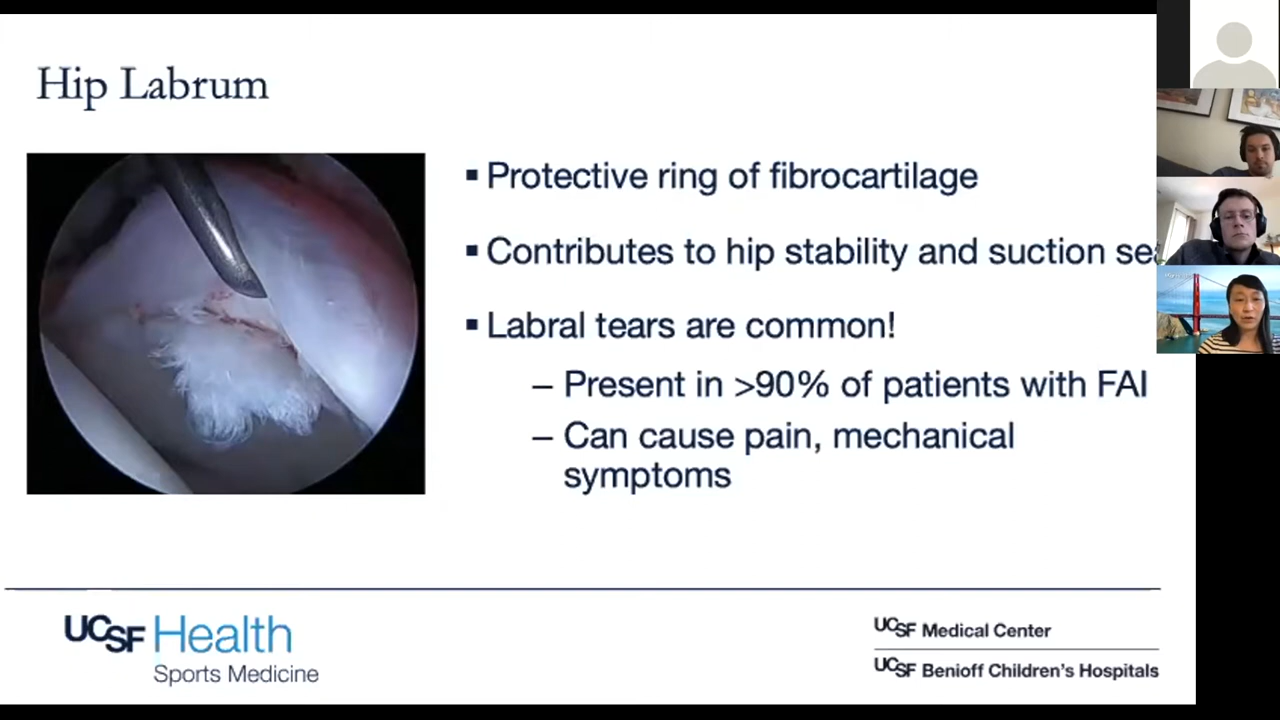 Hip Labrum
▪ Protective ring of fibrocartilage
▪ Contributes to hip stability and suction
▪ Labral tears are common!
– Present in >90% of patients with FAI
– Can cause pain, mechanical
symptoms
UCSF Health
Sports Medicine
UCSF Medical Center
UCSF Benioff Children's Hospitals